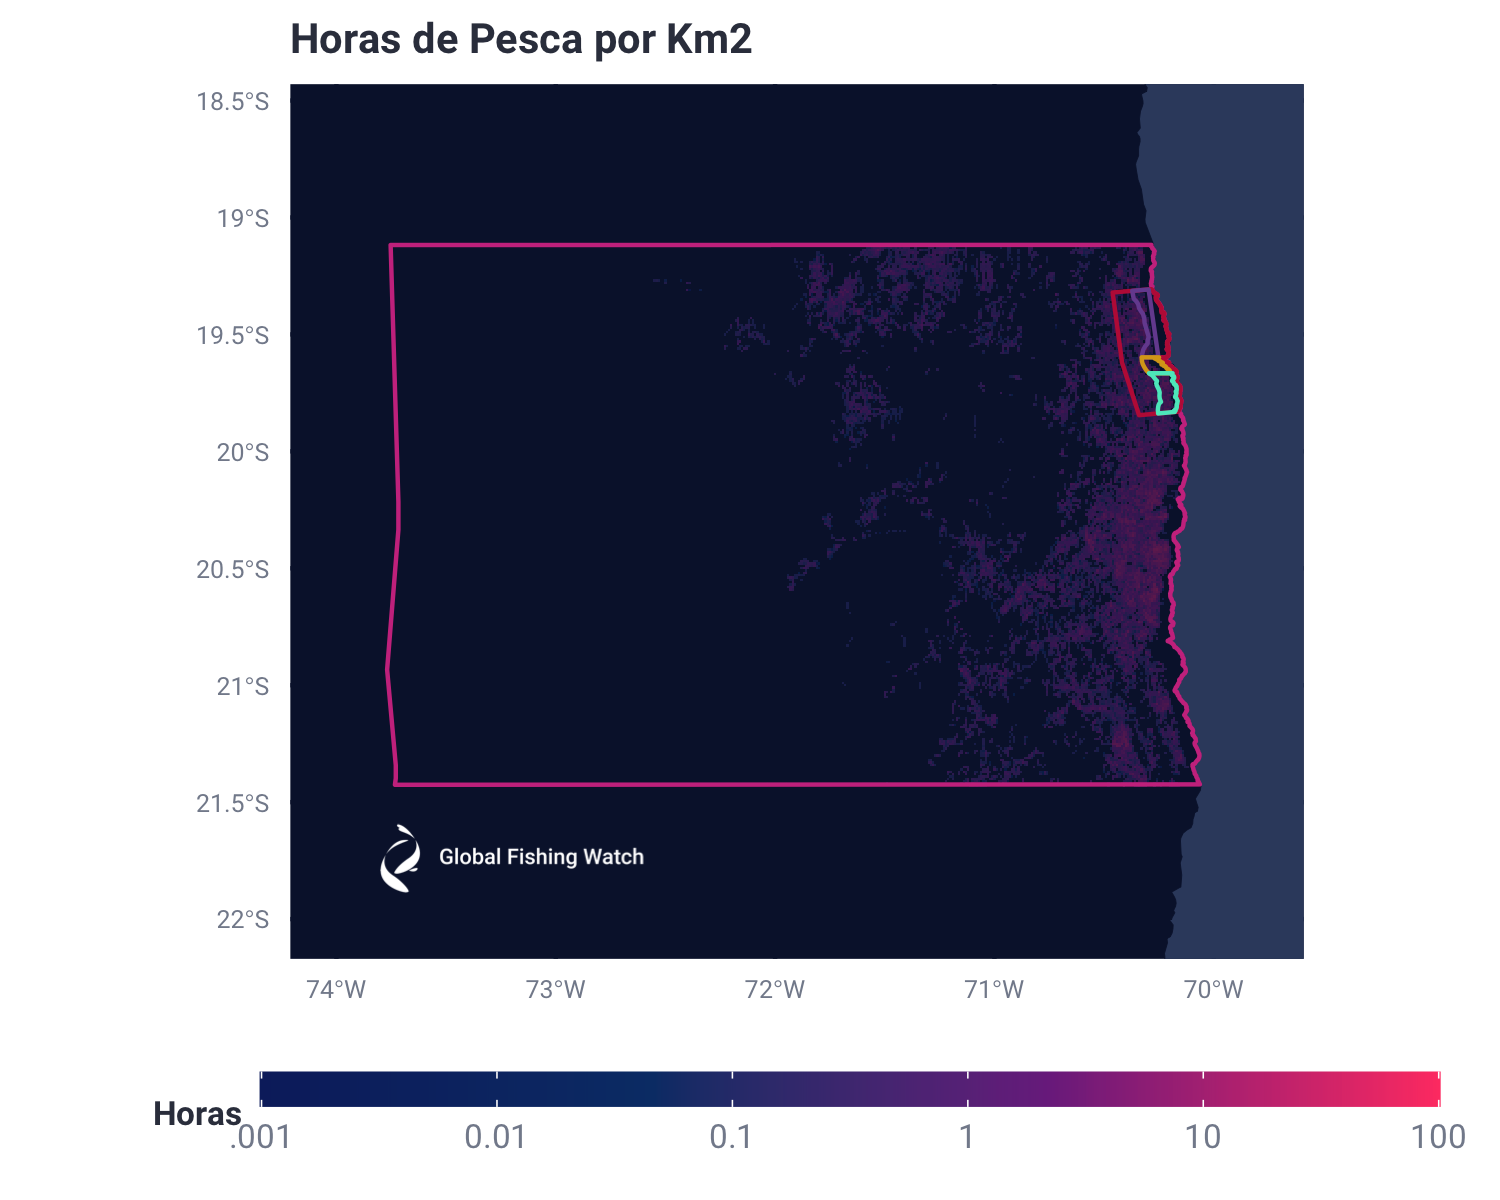 Horas de Pesca por Km2
18.5°S
19°S
19.5°S
20°S
20.5°S
21°S
21.5°S
22°S
Global Fishing Watch
74°W 73°W 72°W 71°W 70°W
Horas
.001 0.01 0.1 1 10 100